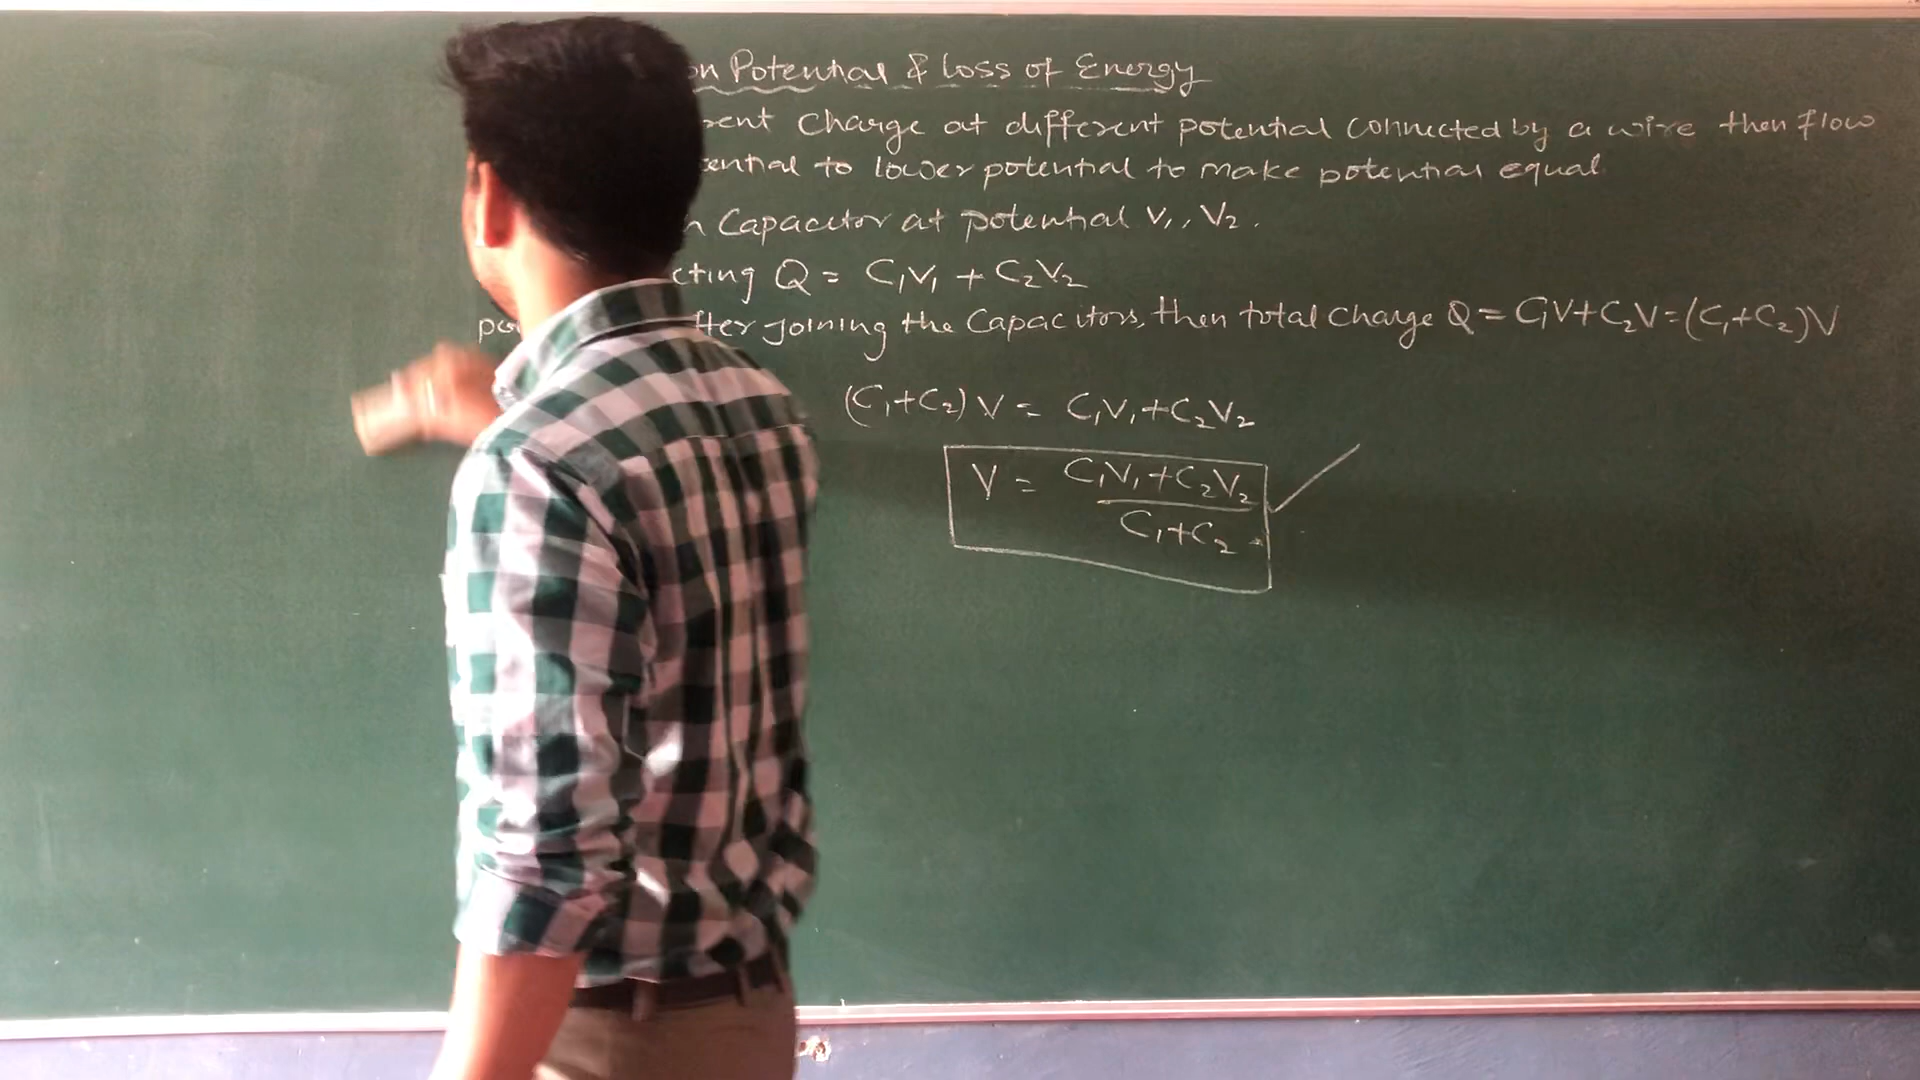 on Potential & Loss of Energy
rent Charge at different potential connected by a wire then flow
ential to lower potential to make potential equal
n Capacitor at potential V₁, V₂.
cting Q = C₁V₁ + C₂V₂
after joining the Capacitors, then total charge Q = C₁V+C₂V=(C₁+C₂)V
(C₁+C₂)V = C₁V₁+C₂V₂
V = C₁V₁+C₂V₂
C₁+C₂